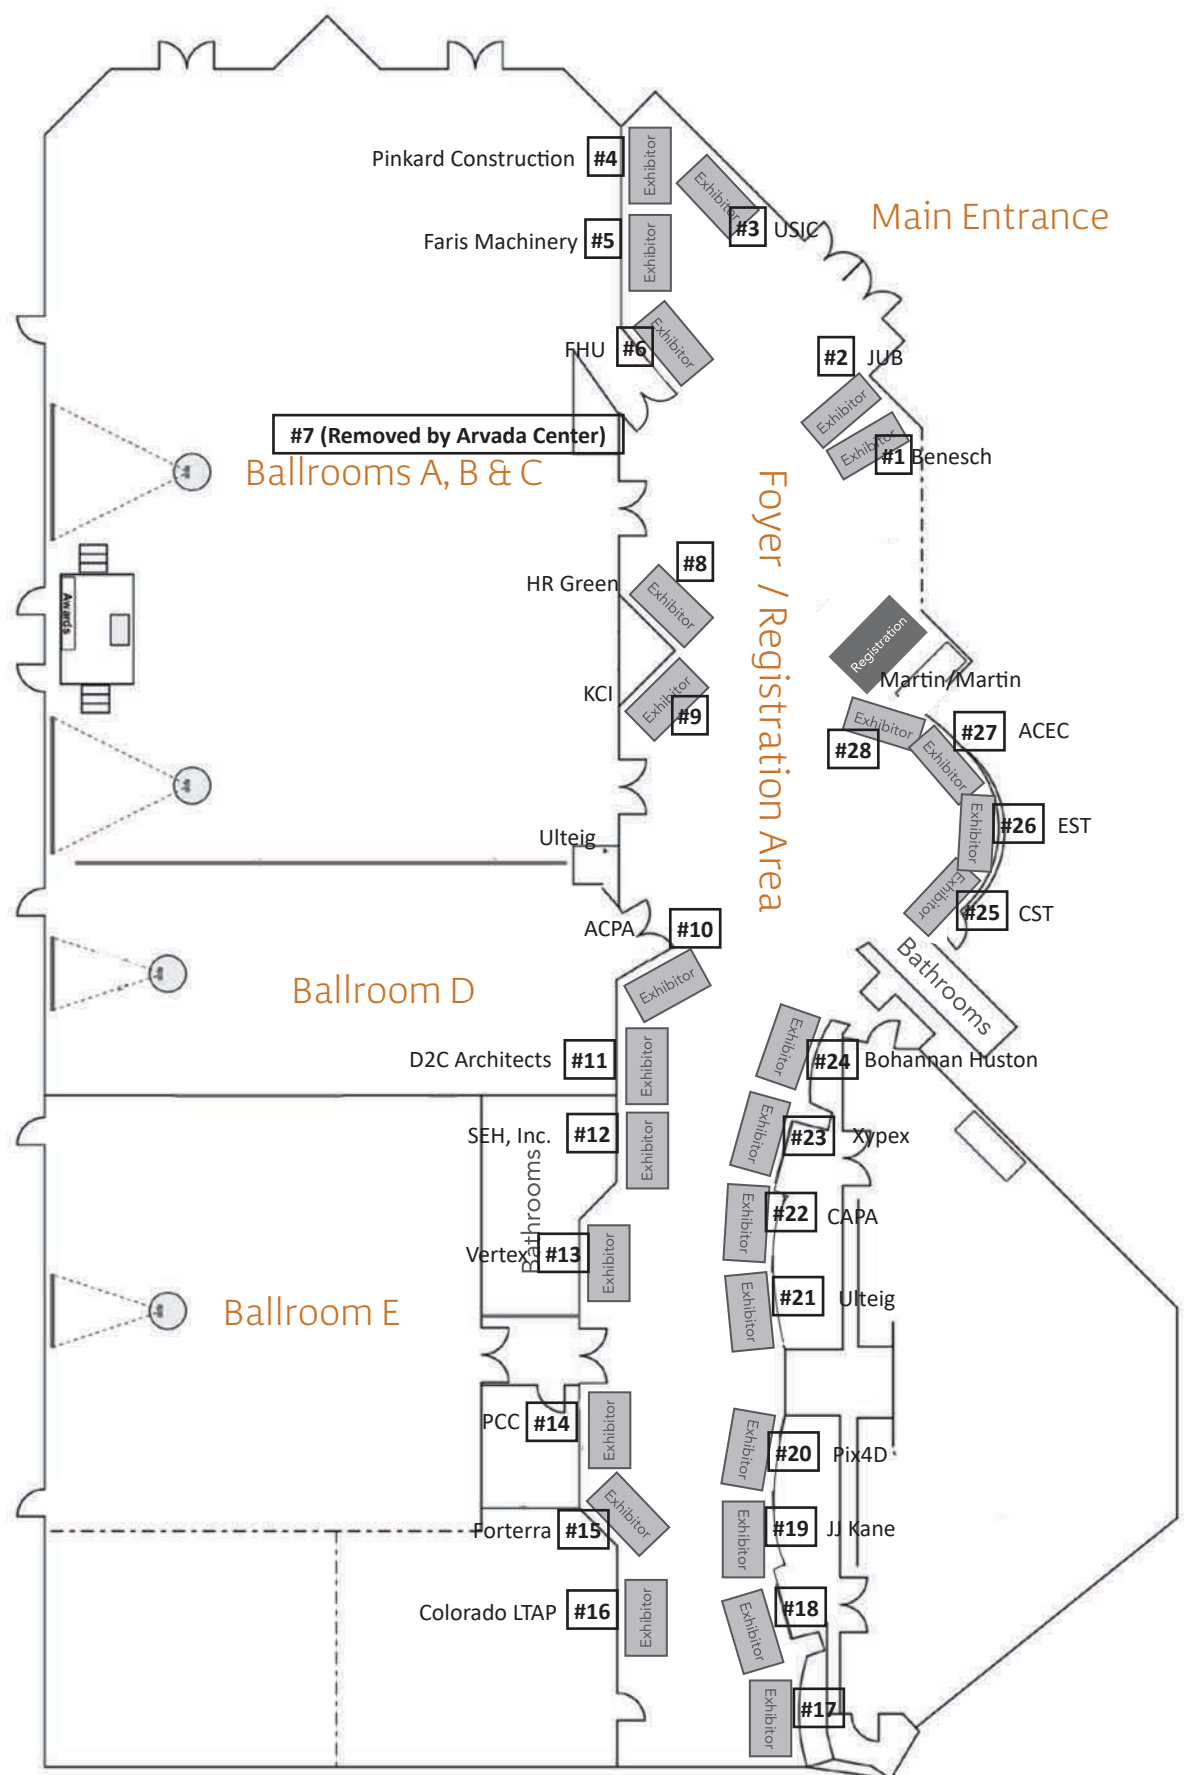 Pinkard Construction
#4
Exhibitor
Exhibitor
#3
USIC
Main Entrance
Faris Machinery
#5
Exhibitor
FHU
#6
Exhibitor
#2
JUB
Exhibitor
Exhibitor
#1
Benesch
#7 (Removed by Arvada Center)
Ballrooms A, B & C
Foyer / Registration Area
#8
HR Green
Exhibitor
Awards
Registration
Martin/Martin
KCI
Exhibitor
#9
Exhibitor
#28
#27
ACEC
Exhibitor
Exhibitor
#26
EST
Ulteig
Exhibitor
#25
CST
ACPA
#10
Exhibitor
Bathrooms
Ballroom D
D2C Architects
#11
Exhibitor
Exhibitor
#24
Bohannan Huston
SEH, Inc.
#12
Exhibitor
Exhibitor
#23
Xypex
Bathrooms
Exhibitor
#22
CAPA
Vertex
#13
Exhibitor
Exhibitor
#21
Ulteig
Ballroom E
PCC
#14
Exhibitor
Exhibitor
#20
Pix4D
Forterra
#15
Exhibitor
Exhibitor
#19
JJ Kane
Colorado LTAP
#16
Exhibitor
Exhibitor
#18
Exhibitor
#17